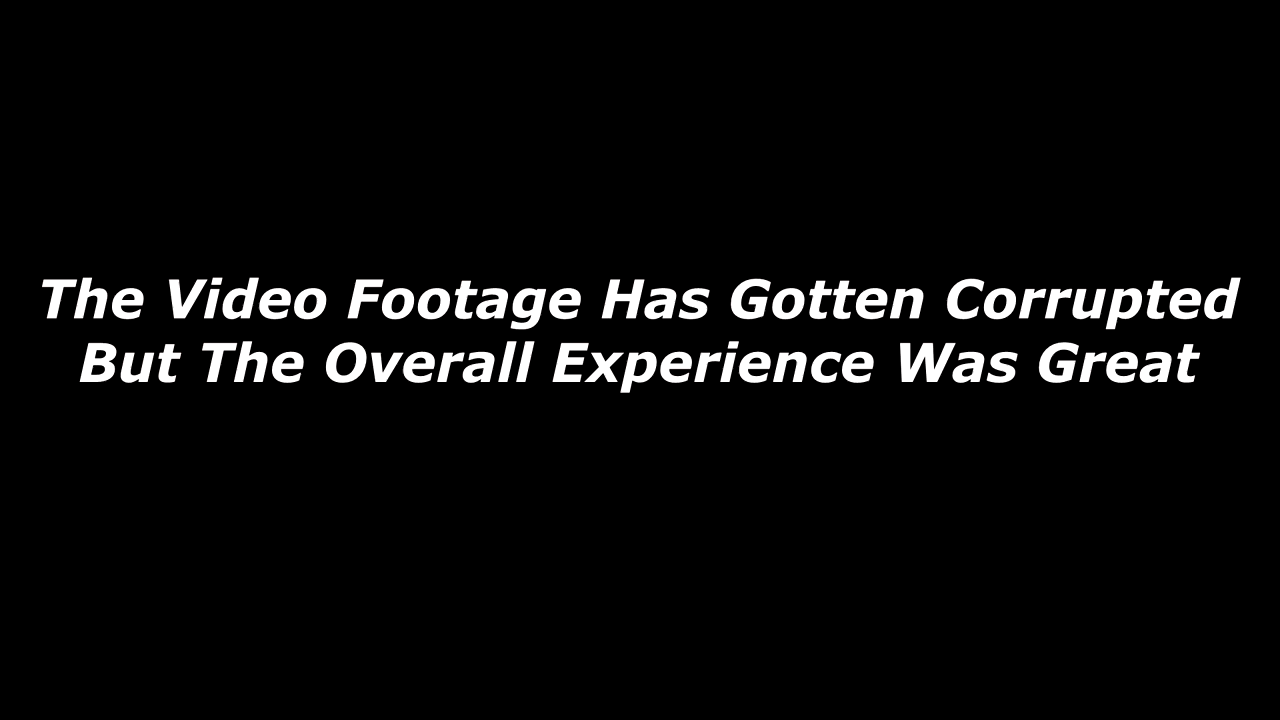 The Video Footage Has Gotten Corrupted
But The Overall Experience Was Great